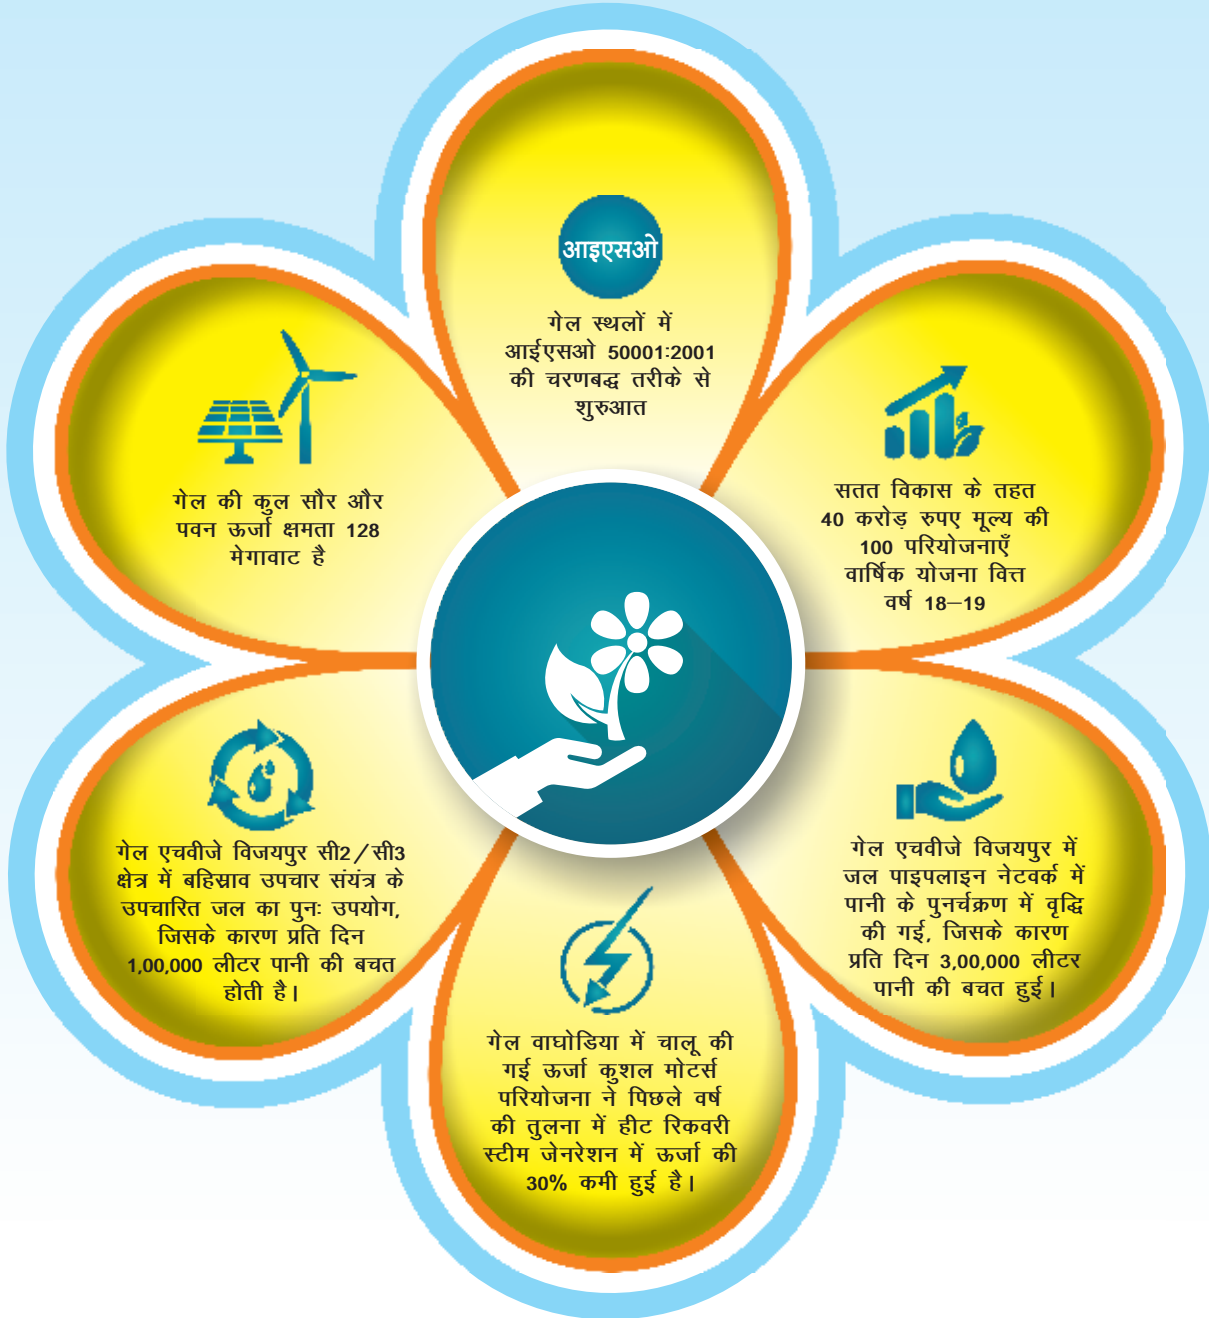 आइएसओ
गेल स्थलों में
आईएसओ 50001:2001
की चरणबद्ध तरीके से
शुरुआत
सतत विकास के तहत
40 करोड़ रुपए मूल्य की
100 परियोजनाएँ
वार्षिक योजना वित्त
वर्ष 18–19
गेल एचवीजे विजयपुर में
जल पाइपलाइन नेटवर्क में
पानी के पुनर्चक्रण में वृद्धि
की गई, जिसके कारण
प्रति दिन 3,00,000 लीटर
पानी की बचत हुई।
गेल वाघोडिया में चालू की
गई ऊर्जा कुशल मोटर्स
परियोजना ने पिछले वर्ष
की तुलना में हीट रिकवरी
स्टीम जेनरेशन में ऊर्जा की
30% कमी हुई है।
गेल एचवीजे विजयपुर सी2/सी3
क्षेत्र में बहिस्राव उपचार संयंत्र के
उपचारित जल का पुनः उपयोग,
जिसके कारण प्रति दिन
1,00,000 लीटर पानी की बचत
होती है।
गेल की कुल सौर और
पवन ऊर्जा क्षमता 128
मेगावाट है